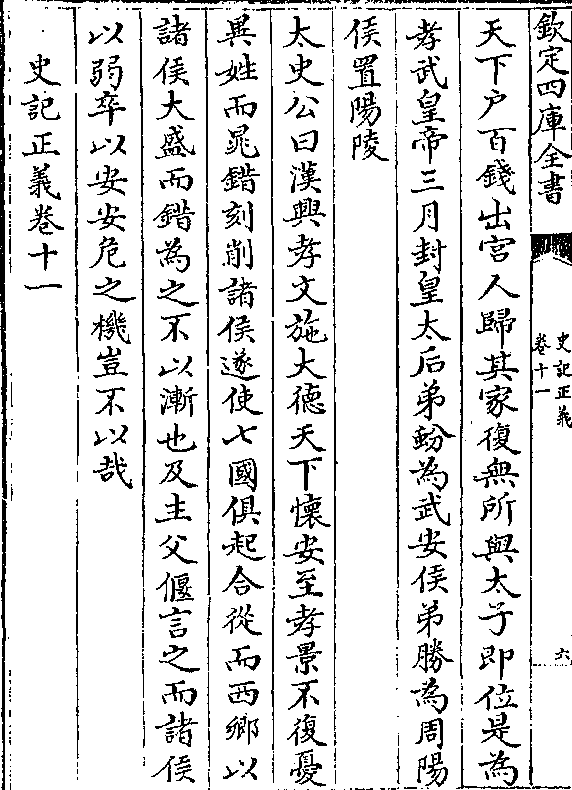 欽定四庫全書
史記正義
卷十一
六
天下户百錢出宫人歸其家復無所與太子即位是為
孝武皇帝三月封皇太后弟蚡為武安侯弟勝為周陽
侯置陽陵
太史公曰漢興孝文施大德天下懷安至孝景不復憂
異姓而鼂錯刻削諸侯遂使七國俱起合從而西鄉以
諸侯大盛而錯為之不以漸也及主父偃言之而諸侯
以弱卒以安安危之機豈不以哉
史記正義卷十一